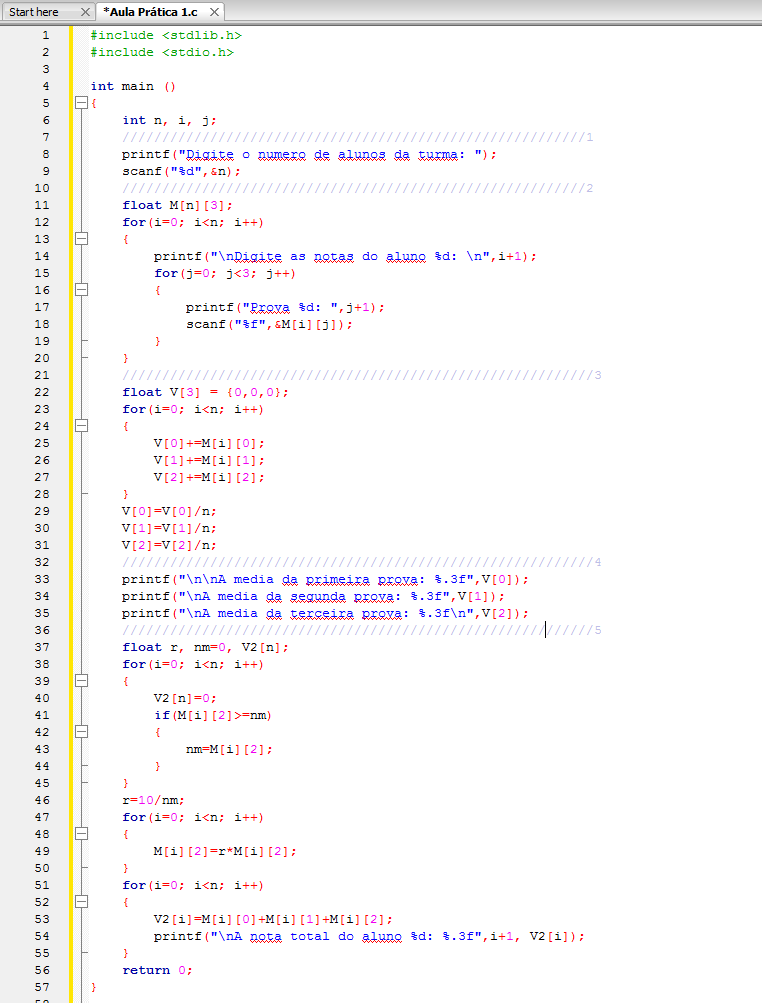 Start here *Aula Prática 1.c
1 #include <stdlib.h>
2 #include <stdio.h>
3
4 int main ()
5 {
6 int n, i, j;
7 //////////////////////////////////////////////////////////1
8 printf("Digite o numero de alunos da turma: ");
9 scanf("%d",&n);
10 //////////////////////////////////////////////////////////2
11 float M[n][3];
12 for(i=0; i<n; i++)
13 {
14 printf("\nDigite as notas do aluno %d: \n",i+1);
15 for(j=0; j<3; j++)
16 {
17 printf("Prova %d: ",j+1);
18 scanf("%f",&M[i][j]);
19 }
20 }
21 ///////////////////////////////////////////////////////////3
22 float V[3] = {0,0,0};
23 for(i=0; i<n; i++)
24 {
25 V[0]+=M[i][0];
26 V[1]+=M[i][1];
27 V[2]+=M[i][2];
28 }
29 V[0]=V[0]/n;
30 V[1]=V[1]/n;
31 V[2]=V[2]/n;
32 ///////////////////////////////////////////////////////////4
33 printf("\n\nA media da primeira prova: %.3f",V[0]);
34 printf("\nA media da segunda prova: %.3f",V[1]);
35 printf("\nA media da terceira prova: %.3f\n",V[2]);
36 ///////////////////////////////////////////////////////////5
37 float r, nm=0, V2[n];
38 for(i=0; i<n; i++)
39 {
40 V2[n]=0;
41 if(M[i][2]>=nm)
42 {
43 nm=M[i][2];
44 }
45 }
46 r=10/nm;
47 for(i=0; i<n; i++)
48 {
49 M[i][2]=r*M[i][2];
50 }
51 for(i=0; i<n; i++)
52 {
53 V2[i]=M[i][0]+M[i][1]+M[i][2];
54 printf("\nA nota total do aluno %d: %.3f",i+1, V2[i]);
55 }
56 return 0;
57 }